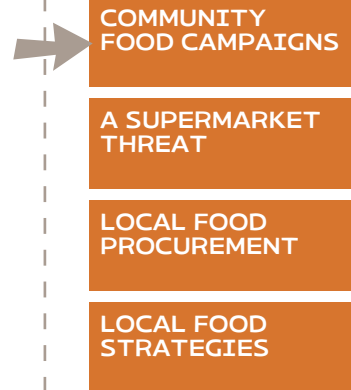 COMMUNITY
FOOD CAMPAIGNS
A SUPERMARKET
THREAT
LOCAL FOOD
PROCUREMENT
LOCAL FOOD
STRATEGIES